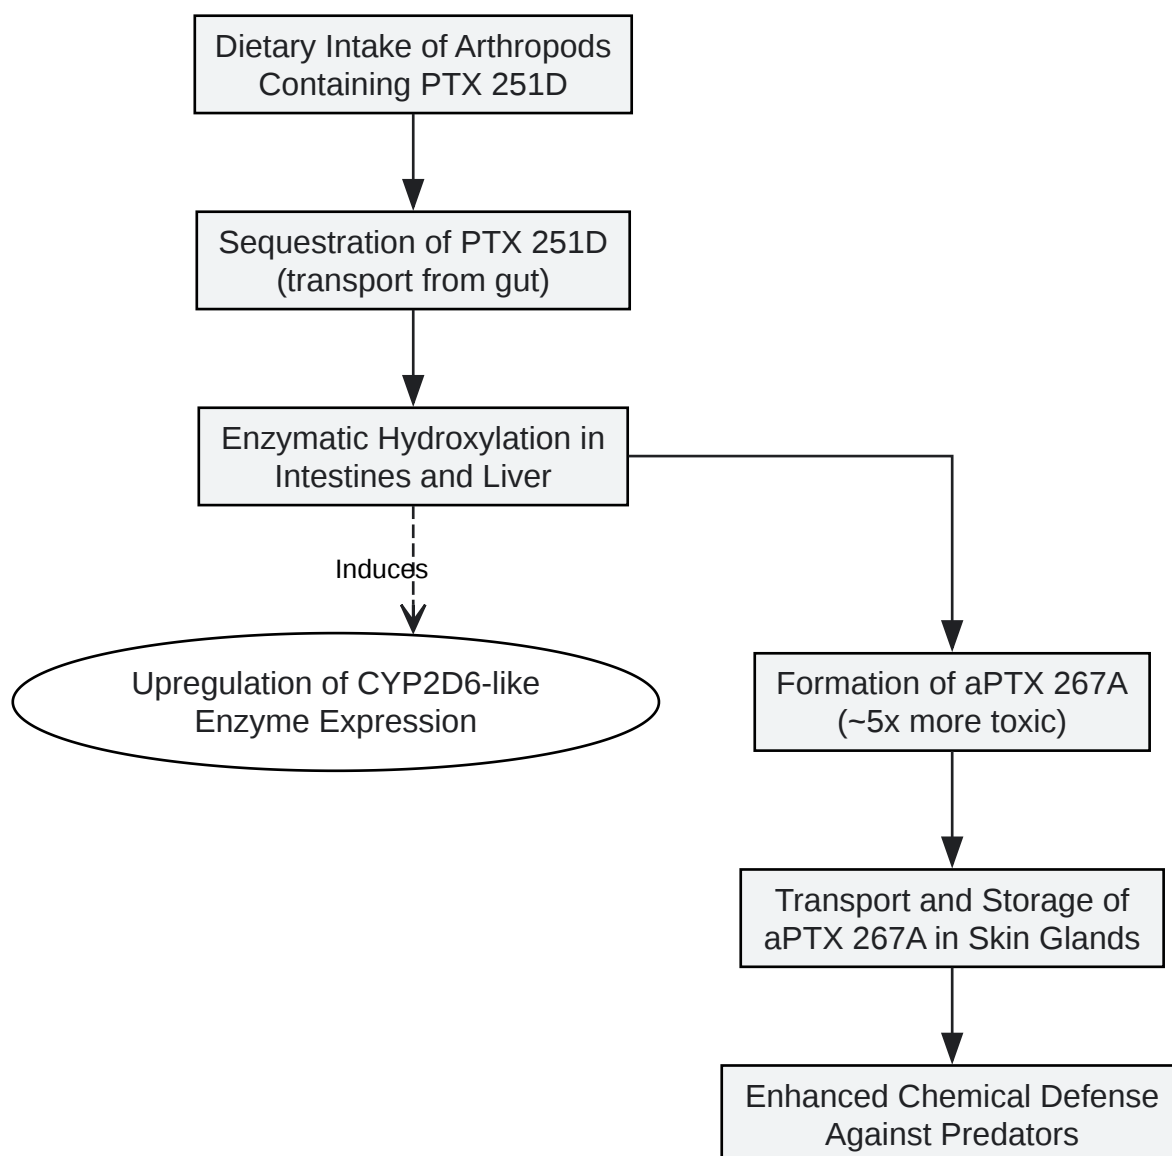 Dietary Intake of Arthropods
Containing PTX 251D
Sequestration of PTX 251D
(transport from gut)
Enzymatic Hydroxylation in
Intestines and Liver
Induces
Upregulation of CYP2D6-like
Enzyme Expression
Formation of aPTX 267A
(~5x more toxic)
Transport and Storage of
aPTX 267A in Skin Glands
Enhanced Chemical Defense
Against Predators